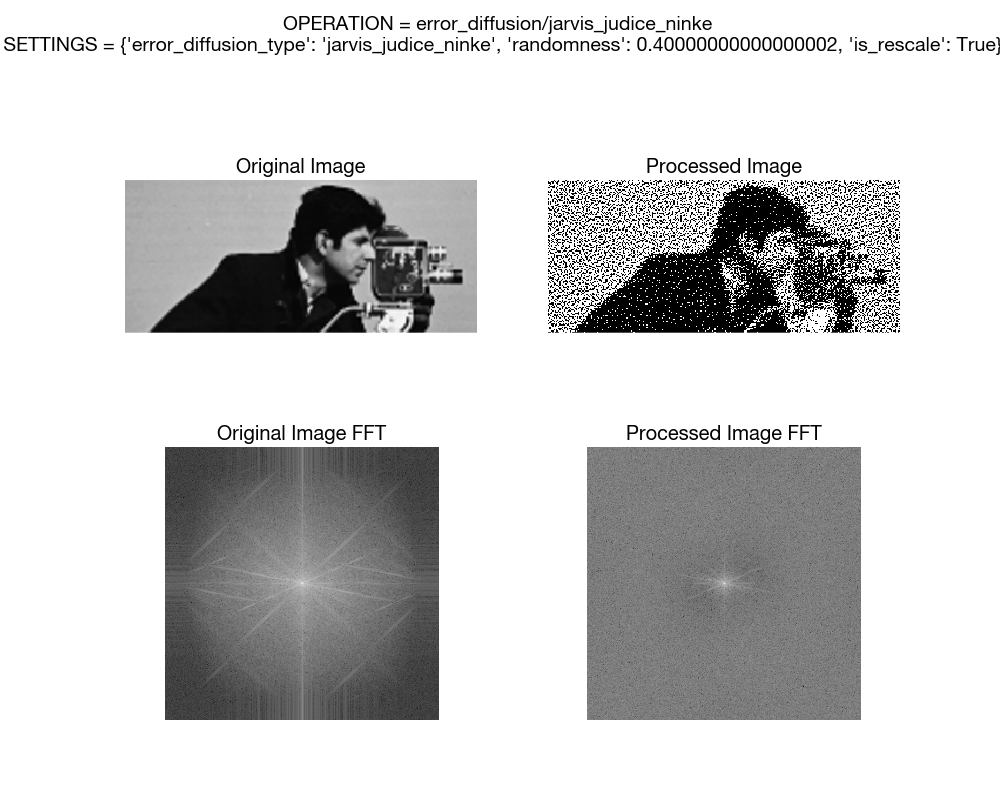 OPERATION = error_diffusion/jarvis_judice_ninke
SETTINGS = {'error_diffusion_type': 'jarvis_judice_ninke', 'randomness': 0.40000000000000002, 'is_rescale': True}
Original Image
Processed Image
Original Image FFT
Processed Image FFT